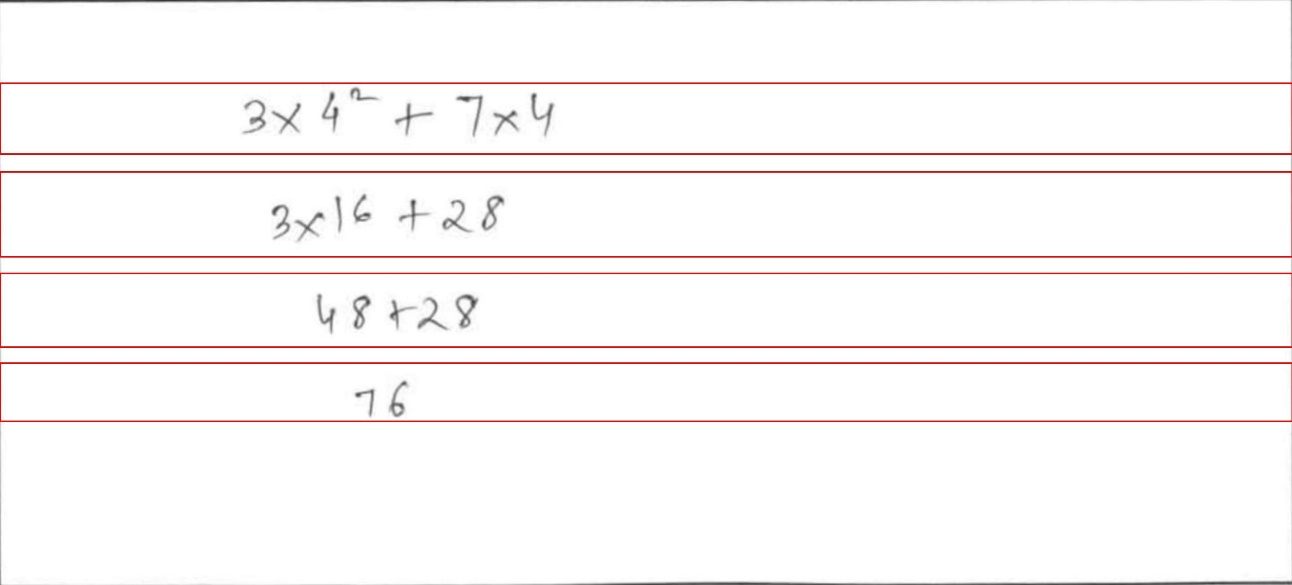 3 × 4² + 7 × 4
3 × 16 + 28
48 + 28
76